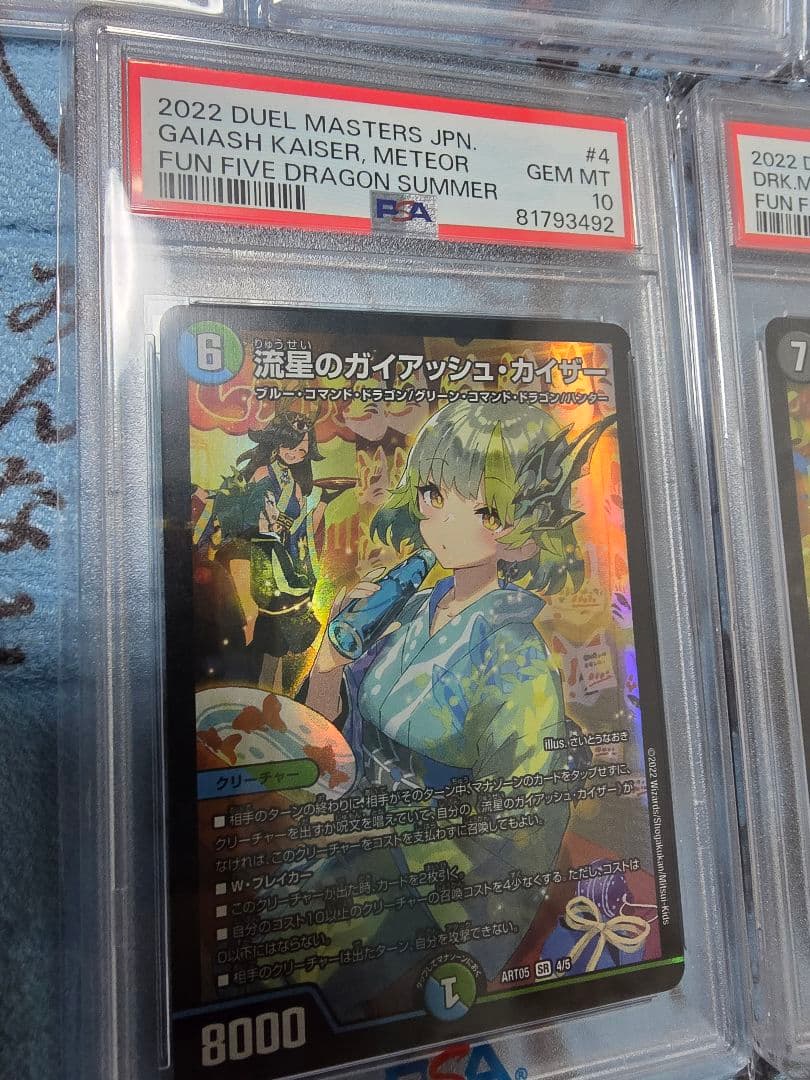 2022 DUEL MASTERS JPN.
GAIASH KAISER, METEOR
FUN FIVE DRAGON SUMMER
#4
GEM MT
10
81793492
PSA
2022 D
DRK.M
FUN F
みんな
6
りゅうせい
流星のガイアッシュ・カイザー
ブルー・コマンド・ドラゴン/グリーン・コマンド・ドラゴン/ハンター
7
illus. さいとうなおき
クリーチャー
■ 相手のターンの終わりに、相手がそのターン中、マナゾーンのカードをタップせずに、
クリーチャーを出すか呪文を唱えていて、自分の《流星のガイアッシュ・カイザー》が
なければ、このクリーチャーをコストを支払わずに召喚してもよい。
■ W・ブレイカー
■ このクリーチャーが出た時、カードを2枚引く。
■ 自分のコスト10以上のクリーチャーの召喚コストを4少なくする。ただし、コストは
0以下にはならない。
■ 相手のクリーチャーは出たターン、自分を攻撃できない。
©2022 Wizards/Shogakukan/Mitsui-Kids
ART05 SR 4/5
1
8000
PSA